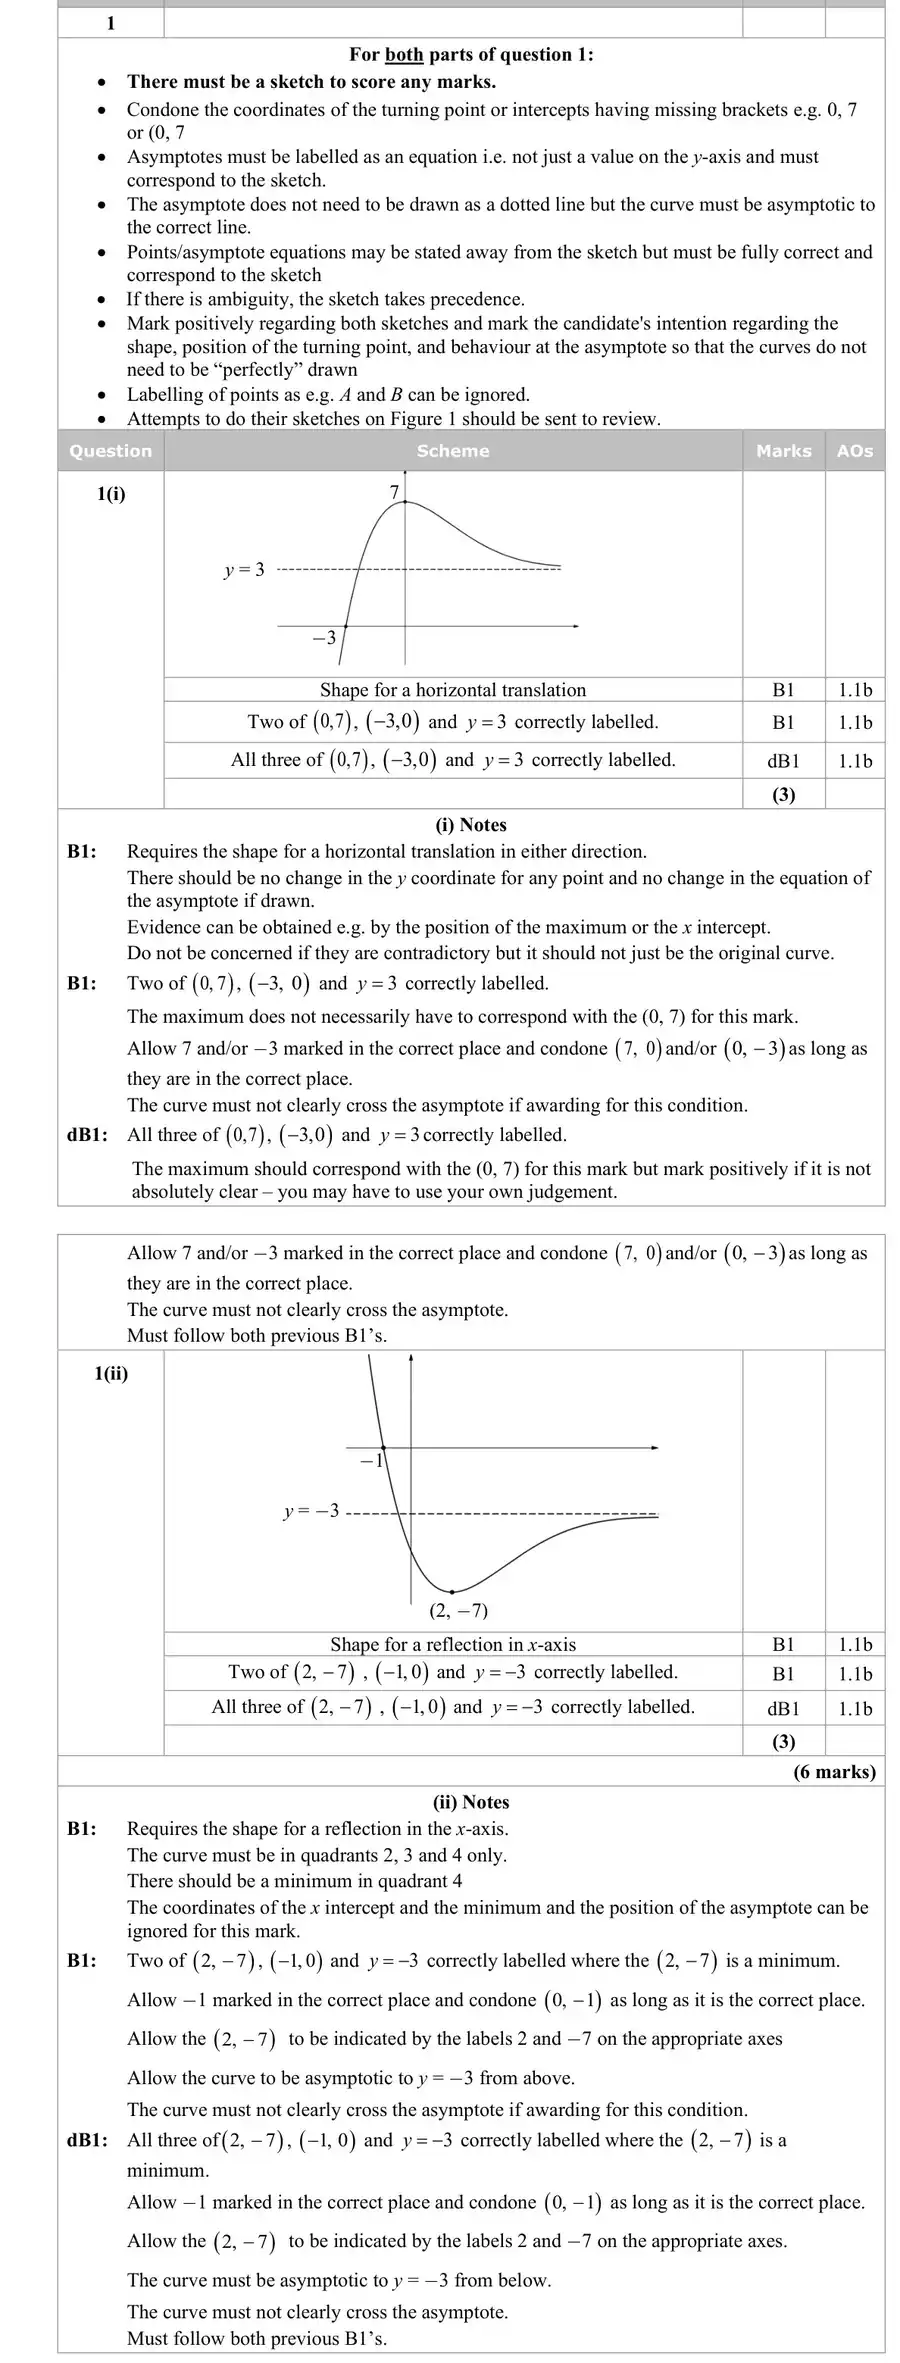 1
For both parts of question 1:
• There must be a sketch to score any marks.
• Condone the coordinates of the turning point or intercepts having missing brackets e.g. 0, 7
or (0, 7
• Asymptotes must be labelled as an equation i.e. not just a value on the y-axis and must
correspond to the sketch.
• The asymptote does not need to be drawn as a dotted line but the curve must be asymptotic to
the correct line.
• Points/asymptote equations may be stated away from the sketch but must be fully correct and
correspond to the sketch
• If there is ambiguity, the sketch takes precedence.
• Mark positively regarding both sketches and mark the candidate's intention regarding the
shape, position of the turning point, and behaviour at the asymptote so that the curves do not
need to be “perfectly” drawn
• Labelling of points as e.g. A and B can be ignored.
• Attempts to do their sketches on Figure 1 should be sent to review.
Question Scheme Marks AOs
1(i)
7
y = 3
−3
Shape for a horizontal translation B1 1.1b
Two of (0,7), (−3,0) and y = 3 correctly labelled. B1 1.1b
All three of (0,7), (−3,0) and y = 3 correctly labelled. dB1 1.1b
(3)
(i) Notes
B1: Requires the shape for a horizontal translation in either direction.
There should be no change in the y coordinate for any point and no change in the equation of
the asymptote if drawn.
Evidence can be obtained e.g. by the position of the maximum or the x intercept.
Do not be concerned if they are contradictory but it should not just be the original curve.
B1: Two of (0, 7), (−3, 0) and y = 3 correctly labelled.
The maximum does not necessarily have to correspond with the (0, 7) for this mark.
Allow 7 and/or −3 marked in the correct place and condone (7, 0) and/or (0, −3) as long as
they are in the correct place.
The curve must not clearly cross the asymptote if awarding for this condition.
dB1: All three of (0,7), (−3,0) and y = 3 correctly labelled.
The maximum should correspond with the (0, 7) for this mark but mark positively if it is not
absolutely clear – you may have to use your own judgement.
Allow 7 and/or −3 marked in the correct place and condone (7, 0) and/or (0, −3) as long as
they are in the correct place.
The curve must not clearly cross the asymptote.
Must follow both previous B1’s.
1(ii)
−1
y = −3
(2, −7)
Shape for a reflection in x-axis B1 1.1b
Two of (2, −7), (−1,0) and y = −3 correctly labelled. B1 1.1b
All three of (2, −7), (−1,0) and y = −3 correctly labelled. dB1 1.1b
(3)
(6 marks)
(ii) Notes
B1: Requires the shape for a reflection in the x-axis.
The curve must be in quadrants 2, 3 and 4 only.
There should be a minimum in quadrant 4
The coordinates of the x intercept and the minimum and the position of the asymptote can be
ignored for this mark.
B1: Two of (2, −7), (−1,0) and y = −3 correctly labelled where the (2, −7) is a minimum.
Allow −1 marked in the correct place and condone (0, −1) as long as it is the correct place.
Allow the (2, −7) to be indicated by the labels 2 and −7 on the appropriate axes
Allow the curve to be asymptotic to y = −3 from above.
The curve must not clearly cross the asymptote if awarding for this condition.
dB1: All three of (2, −7), (−1, 0) and y = −3 correctly labelled where the (2, −7) is a
minimum.
Allow −1 marked in the correct place and condone (0, −1) as long as it is the correct place.
Allow the (2, −7) to be indicated by the labels 2 and −7 on the appropriate axes.
The curve must be asymptotic to y = −3 from below.
The curve must not clearly cross the asymptote.
Must follow both previous B1’s.